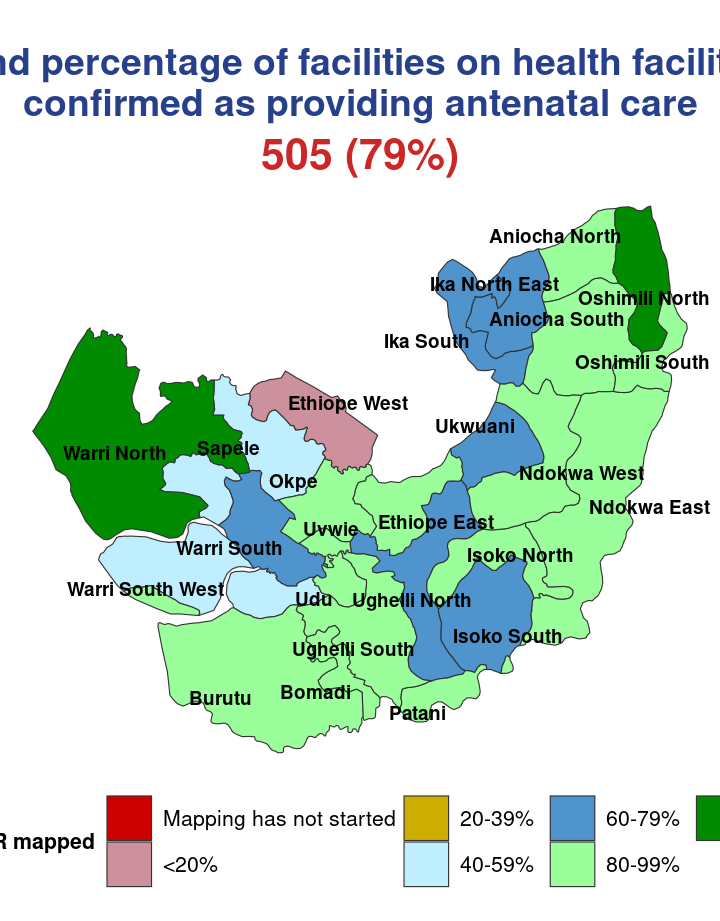 nd percentage of facilities on health facilit
confirmed as providing antenatal care
505 (79%)
Aniocha North
Ika North East
Oshimili North
Aniocha South
Ika South
Oshimili South
Ethiope West
Ukwuani
Sapele
Warri North
Ndokwa West
Okpe
Ndokwa East
Ethiope East
Uvwie
Warri South
Isoko North
Warri South West
Udu
Ughelli North
Isoko South
Ughelli South
Bomadi
Burutu
Patani
R mapped
Mapping has not started
20-39%
60-79%
<20%
40-59%
80-99%